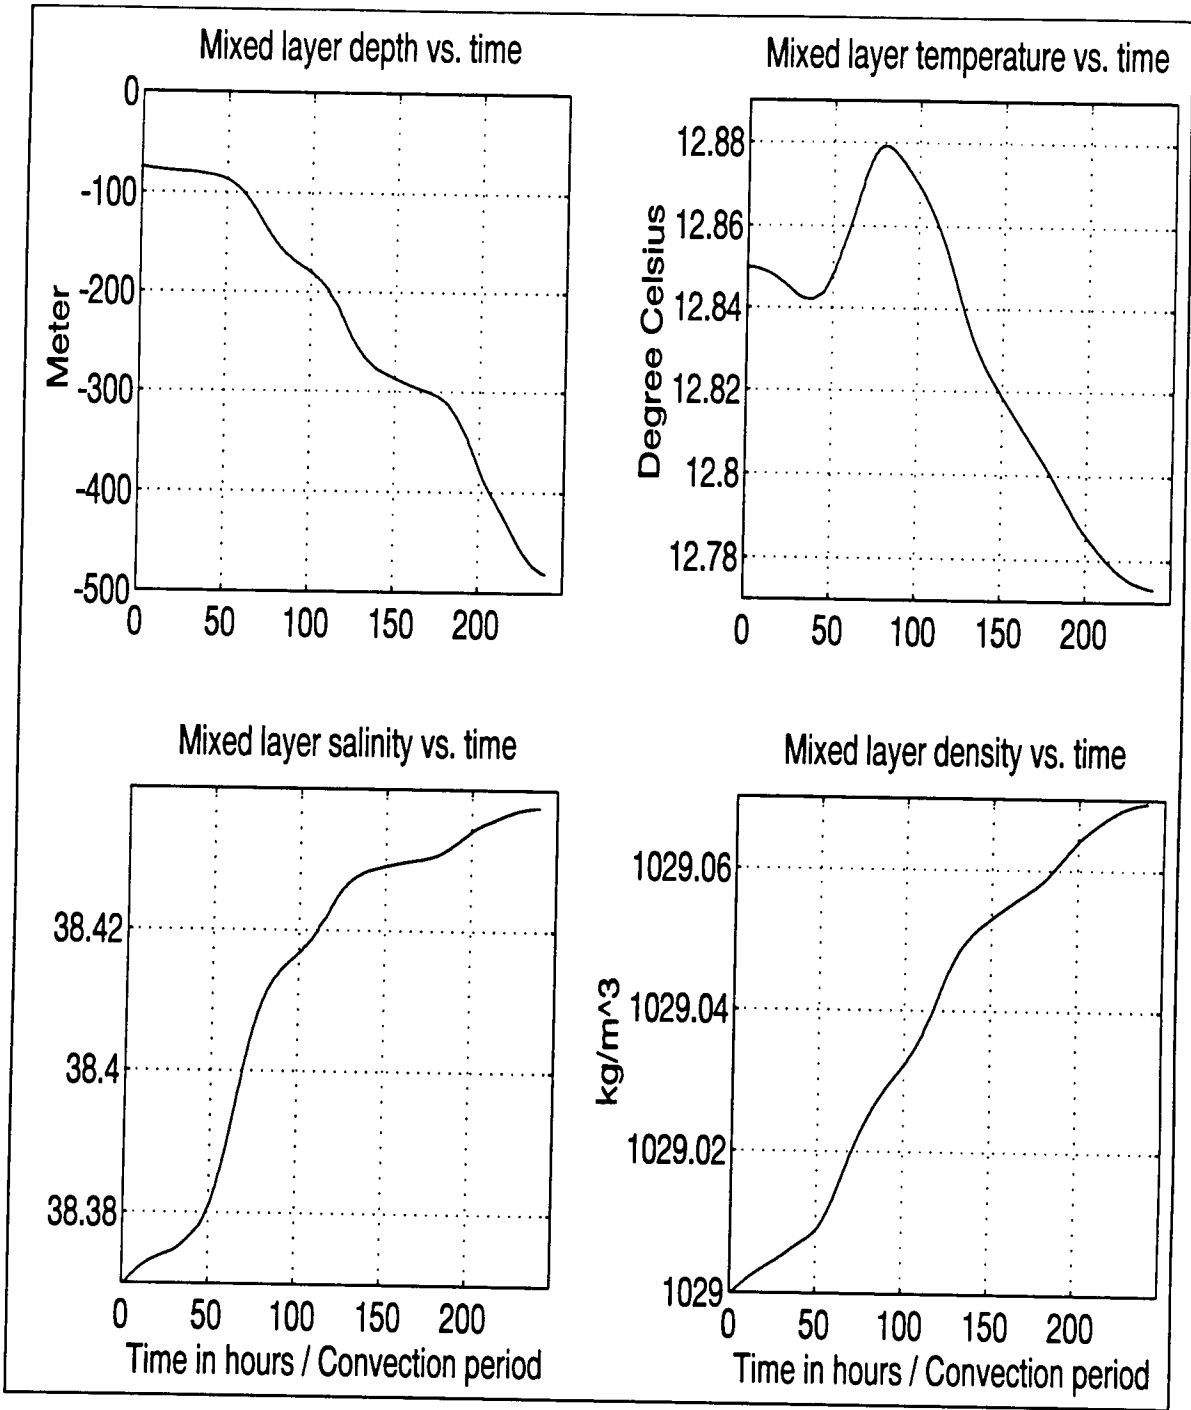 Mixed layer depth vs. time
0
-100
-200
-300
-400
-500
Meter
0 50 100 150 200
Mixed layer temperature vs. time
12.88
12.86
12.84
12.82
12.8
12.78
Degree Celsius
0 50 100 150 200
Mixed layer salinity vs. time
38.42
38.4
38.38
0 50 100 150 200
Time in hours / Convection period
Mixed layer density vs. time
1029.06
1029.04
1029.02
1029
kg/m^3
0 50 100 150 200
Time in hours / Convection period